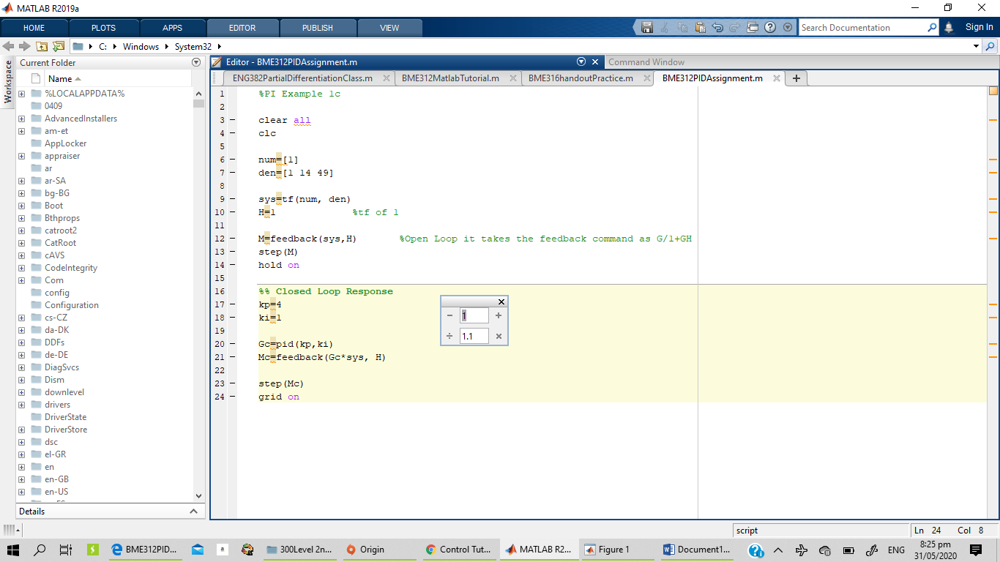 MATLAB R2019a
HOME PLOTS APPS EDITOR PUBLISH VIEW Search Documentation Sign In
C: Windows System32
Workspace
Current Folder
Name
%LOCALAPPDATA%
0409
AdvancedInstallers
am-et
AppLocker
appraiser
ar
ar-SA
bg-BG
Boot
Bthprops
catroot2
CatRoot
cAVS
CodeIntegrity
Com
config
Configuration
cs-CZ
da-DK
DDFs
de-DE
DiagSvcs
Dism
downlevel
drivers
DriverState
DriverStore
dsc
el-GR
en
en-GB
en-US
Details
Editor - BME312PIDAssignment.m
Command Window
ENG382PartialDifferentiationClass.m BME312MatlabTutorial.m BME316handoutPractice.m BME312PIDAssignment.m
1 %PI Example 1c
2
3 – clear all
4 – clc
5
6 – num=[1]
7 – den=[1 14 49]
8
9 – sys=tf(num, den)
10 – H=1 %tf of 1
11
12 – M=feedback(sys,H) %Open Loop it takes the feedback command as G/1+GH
13 – step(M)
14 – hold on
15
16 %% Closed Loop Response
17 – kp=4
18 – ki=1
19
20 – Gc=pid(kp,ki)
21 – Mc=feedback(Gc*sys, H)
22
23 – step(Mc)
24 – grid on
− 1 +
÷ 1.1 ×
script Ln 24 Col 8
BME312PID... 300Level 2n... Origin Control Tut... MATLAB R2... Figure 1 Document1... ENG 8:25 pm
31/05/2020